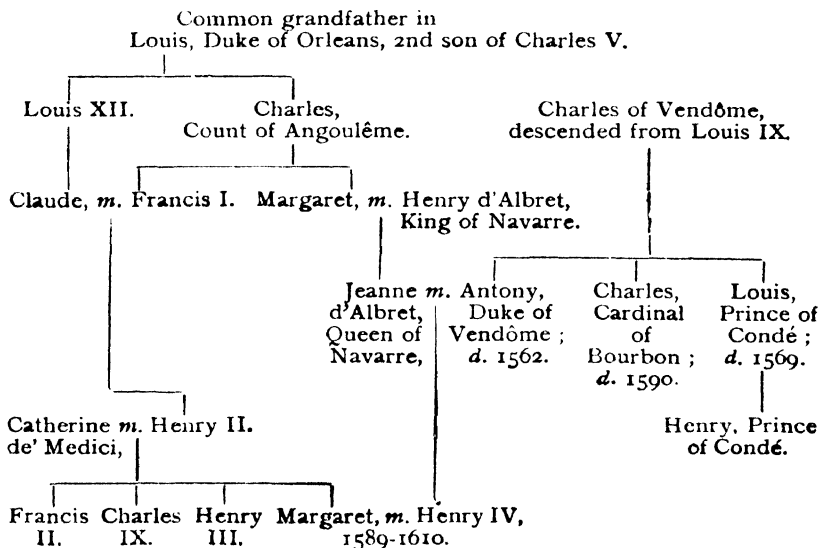 Common grandfather in
Louis, Duke of Orleans, 2nd son of Charles V.
Louis XII.
Charles,
Count of Angoulême.
Charles of Vendôme,
descended from Louis IX.
Claude, m. Francis I.
Margaret, m. Henry d'Albret,
King of Navarre.
Jeanne m. Antony,
d'Albret, Duke of
Queen of Vendôme;
Navarre, d. 1562.
Charles,
Cardinal
of
Bourbon;
d. 1590.
Louis,
Prince of
Condé;
d. 1569.
Henry, Prince
of Condé.
Catherine m. Henry II.
de' Medici,
Francis
II.
Charles
IX.
Henry
III.
Margaret, m. Henry IV,
1589-1610.